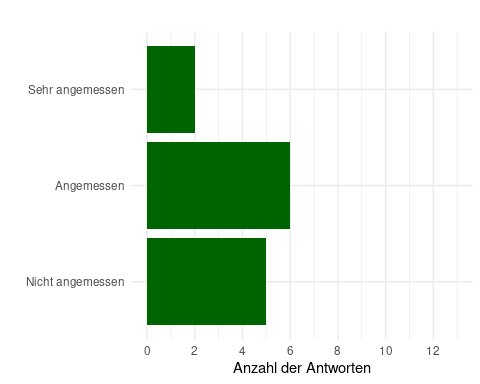 Sehr angemessen
Angemessen
Nicht angemessen
0 2 4 6 8 10 12
Anzahl der Antworten